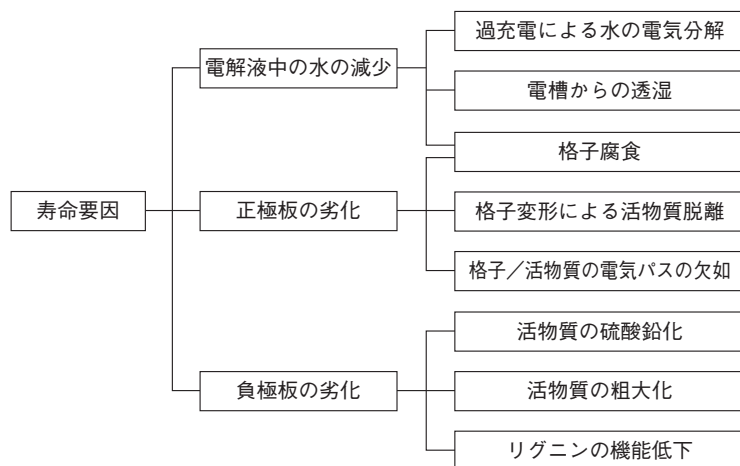 寿命要因
電解液中の水の減少
正極板の劣化
負極板の劣化
過充電による水の電気分解
電槽からの透湿
格子腐食
格子変形による活物質脱離
格子／活物質の電気パスの欠如
活物質の硫酸鉛化
活物質の粗大化
リグニンの機能低下